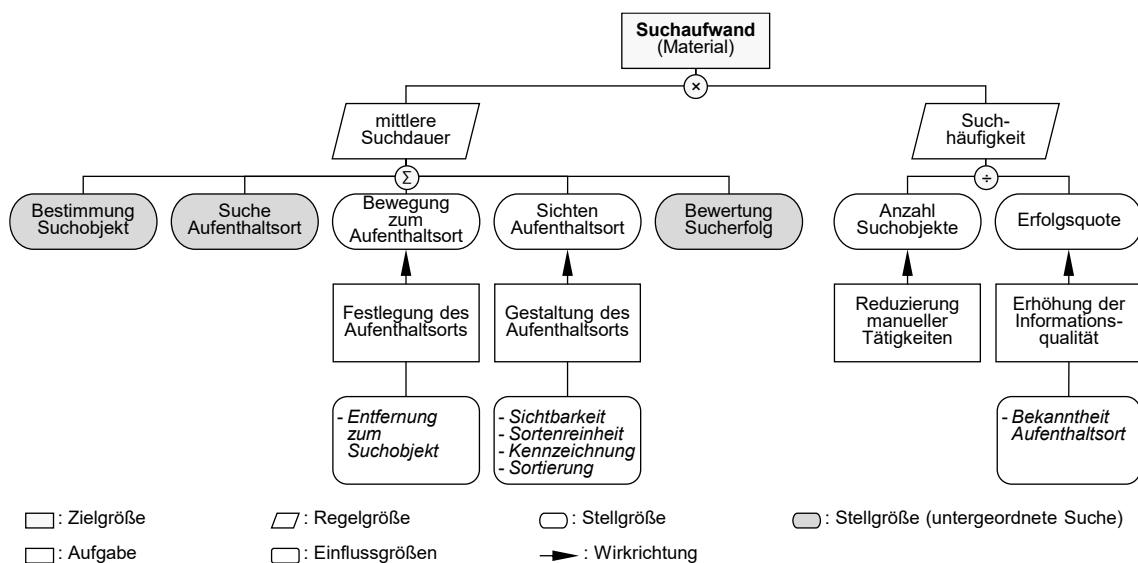 Suchaufwand
(Material)
×
mittlere
Suchdauer
Such-
häufigkeit
Σ
÷
Bestimmung
Suchobjekt
Suche
Aufenthaltsort
Bewegung
zum
Aufenthaltsort
Sichten
Aufenthaltsort
Bewertung
Sucherfolg
Anzahl
Suchobjekte
Erfolgsquote
Festlegung des
Aufenthaltsorts
Gestaltung des
Aufenthaltsorts
Reduzierung
manueller
Tätigkeiten
Erhöhung der
Informations-
qualität
- Entfernung
zum
Suchobjekt
- Sichtbarkeit
- Sortenreinheit
- Kennzeichnung
- Sortierung
- Bekanntheit
Aufenthaltsort
: Zielgröße
: Regelgröße
: Stellgröße
: Stellgröße (untergeordnete Suche)
: Aufgabe
: Einflussgrößen
: Wirkrichtung